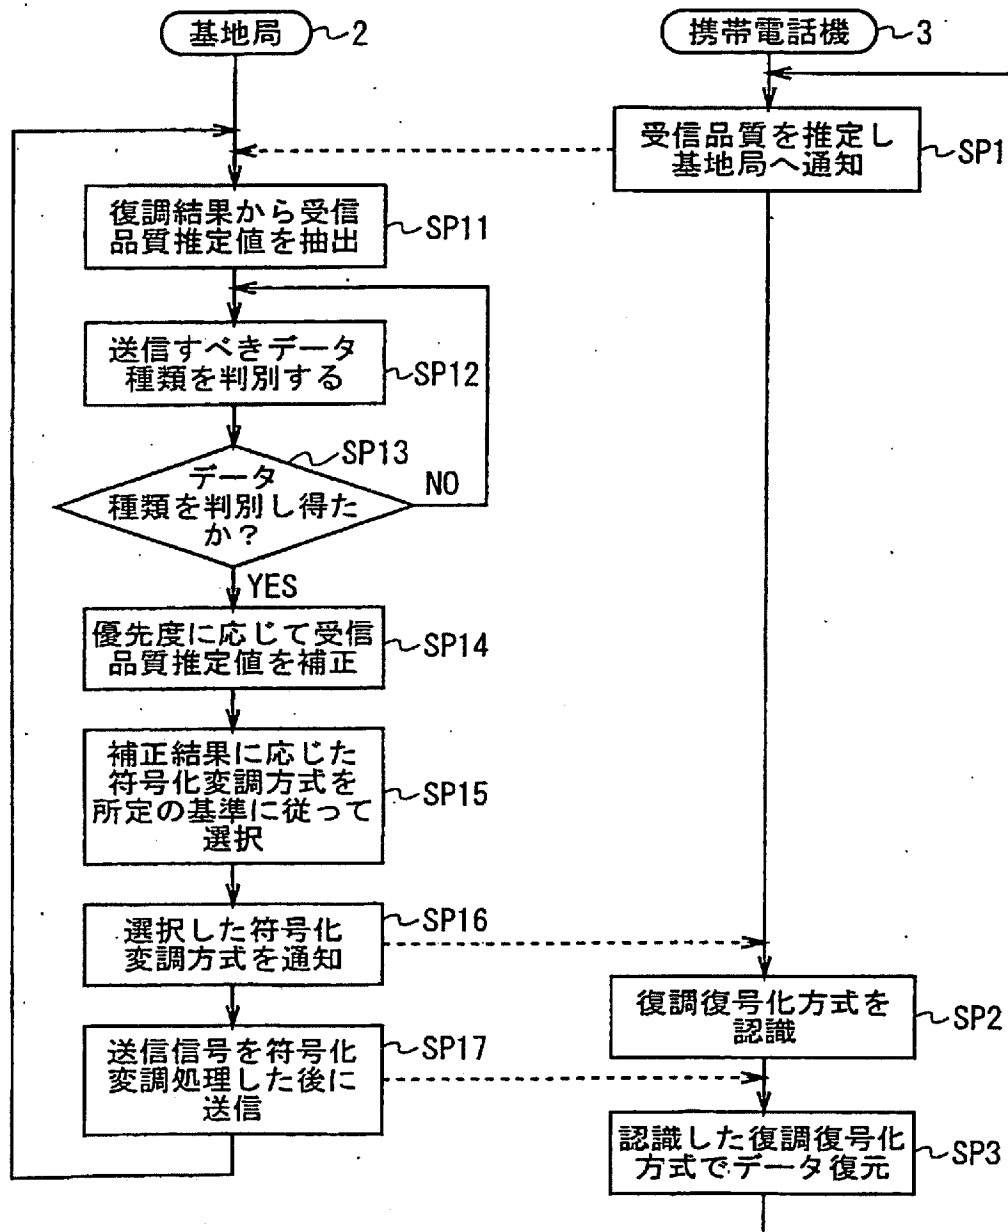 基地局
2
携帯電話機
3
受信品質を推定し
基地局へ通知
SP1
復調結果から受信
品質推定値を抽出
SP11
送信すべきデータ
種類を判別する
SP12
SP13
データ
種類を判別し得た
か？
NO
YES
優先度に応じて受信
品質推定値を補正
SP14
補正結果に応じた
符号化変調方式を
所定の基準に従って
選択
SP15
選択した符号化
変調方式を通知
SP16
復調復号化方式を
認識
SP2
送信信号を符号化
変調処理した後に
送信
SP17
認識した復調復号化
方式でデータ復元
SP3